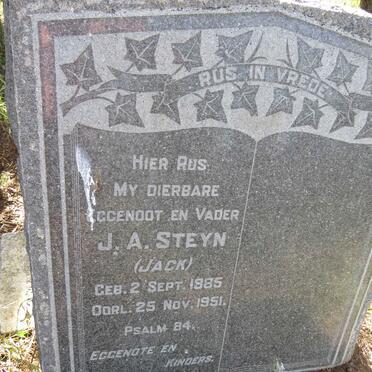 RUS IN VREDE
HIER RUS
MY DIERBARE
EGGENOOT EN VADER
J. A. STEYN
(JACK)
GEB. 2 SEPT. 1885
OORL. 25 NOV. 1951.
PSALM 84.
EGGENOTE EN
KINDERS.